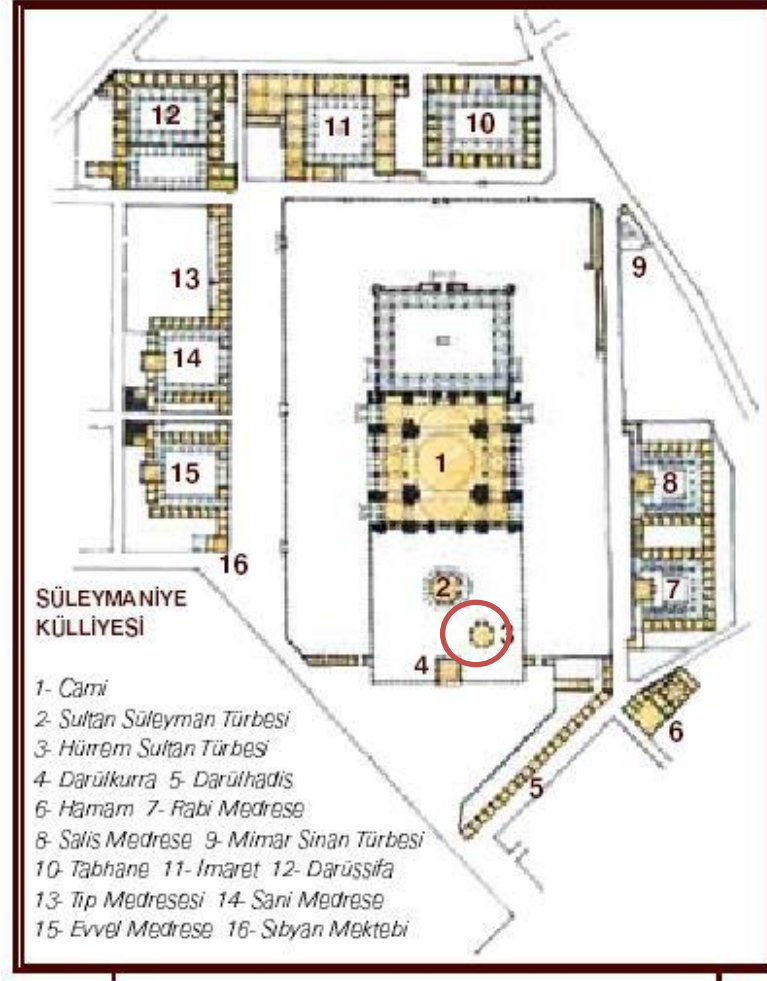 12
11
10
9
13
14
1
15
8
16
2
7
3
4
6
5
SÜLEYMANİYE
KÜLLİYESİ
1- Cami
2- Sultan Süleyman Türbesi
3- Hürrem Sultan Türbesi
4- Darülkurra 5- Darülhadis
6- Hamam 7- Rabi Medrese
8- Salis Medrese 9- Mimar Sinan Türbesi
10- Tabhane 11- İmaret 12- Darüssifa
13- Tıp Medresesi 14- Sani Medrese
15- Evvel Medrese 16- Sıbyan Mektebi